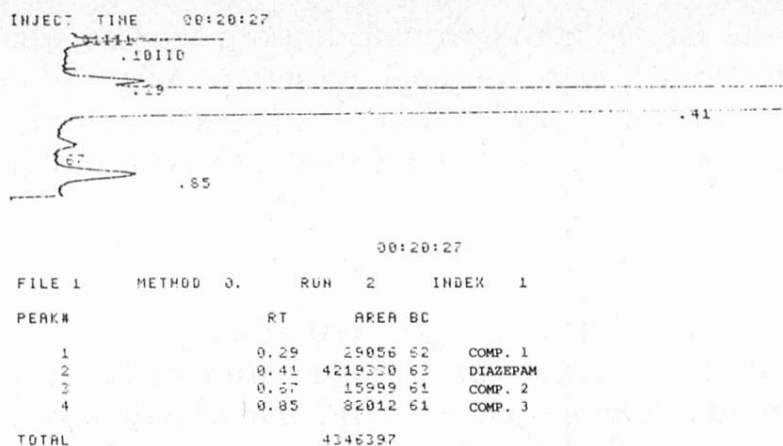 INJECT TIME 00:20:27
.10IID
.29
.41
.67
.85
00:20:27
FILE 1 METHOD 0. RUN 2 INDEX 1
PEAK# RT AREA BC
1 0.29 29056 62 COMP. 1
2 0.41 4219330 63 DIAZEPAM
3 0.67 15999 61 COMP. 2
4 0.85 82012 61 COMP. 3
TOTAL 4346397